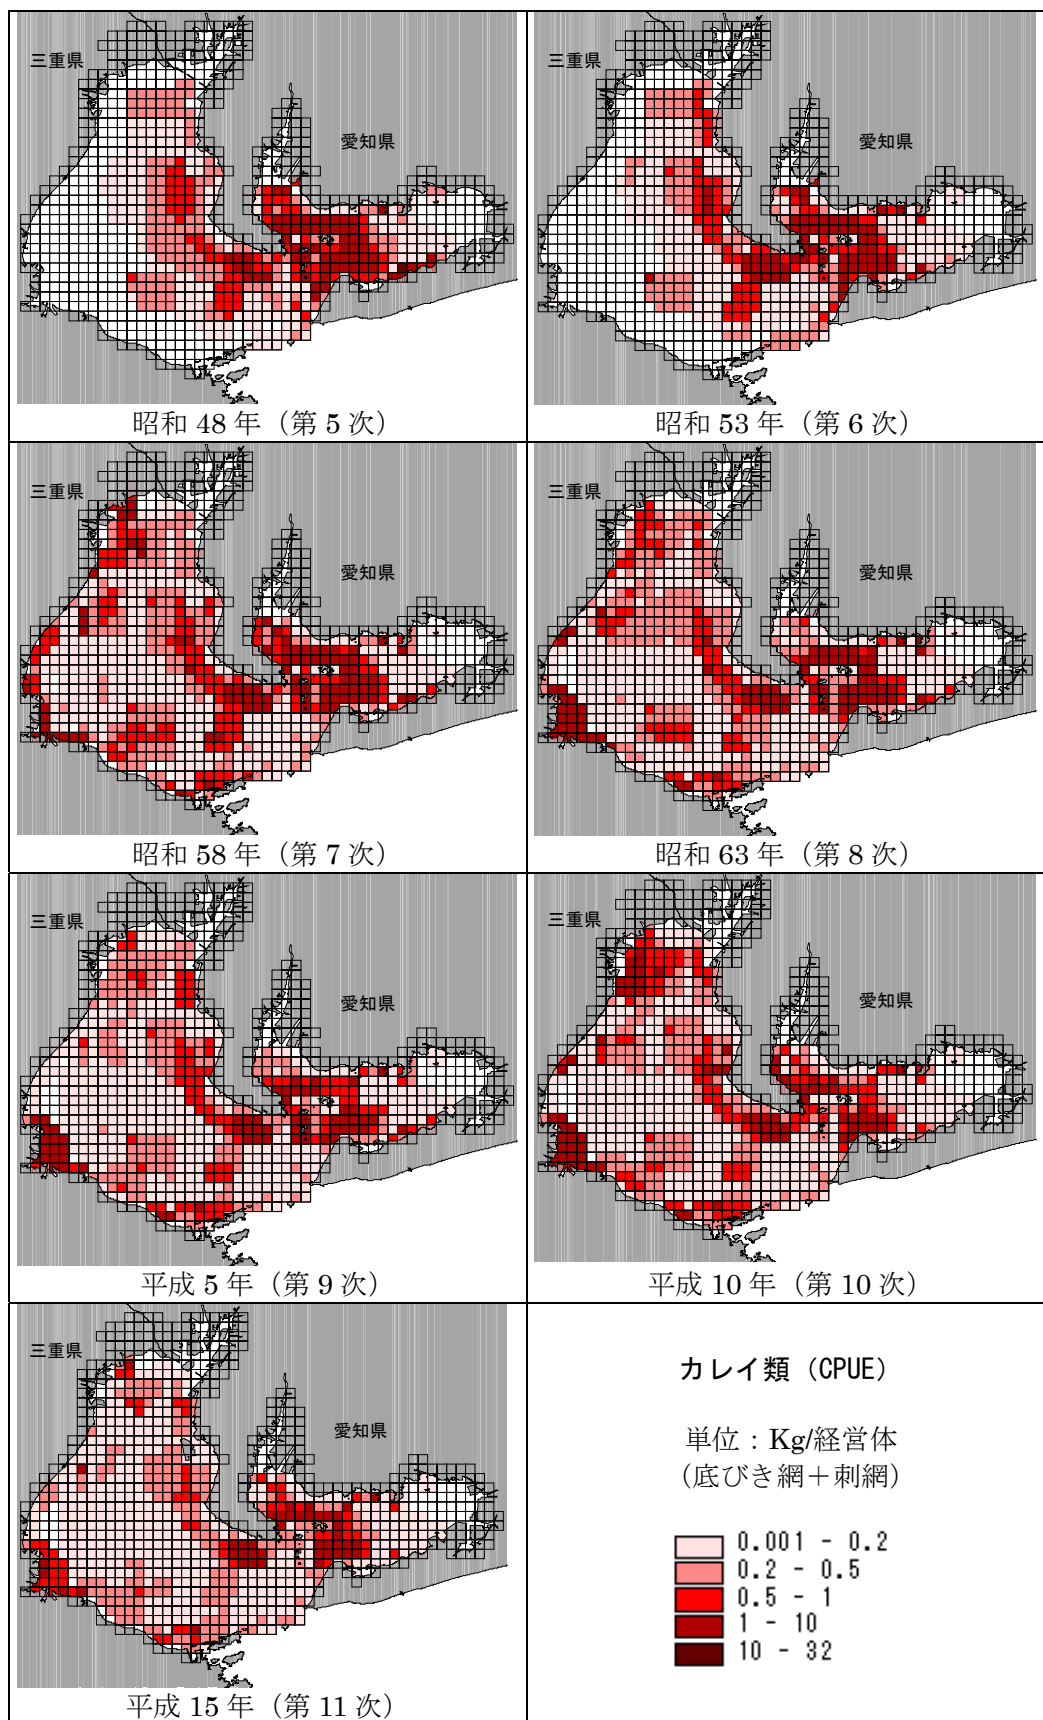 三重県
愛知県
昭和 48 年（第 5 次）
三重県
愛知県
昭和 53 年（第 6 次）
三重県
愛知県
昭和 58 年（第 7 次）
三重県
愛知県
昭和 63 年（第 8 次）
三重県
愛知県
平成 5 年（第 9 次）
三重県
愛知県
平成 10 年（第 10 次）
三重県
愛知県
平成 15 年（第 11 次）
カレイ類（CPUE）
単位：Kg/経営体
(底びき網＋刺網)
0.001 - 0.2
0.2 - 0.5
0.5 - 1
1 - 10
10 - 32